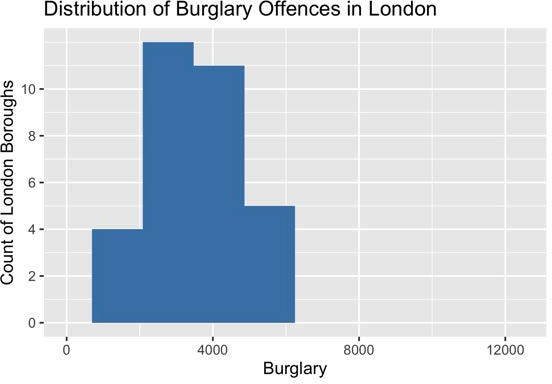 Distribution of Burglary Offences in London
Count of London Boroughs
10
8
6
4
2
0
0 4000 8000 12000
Burglary